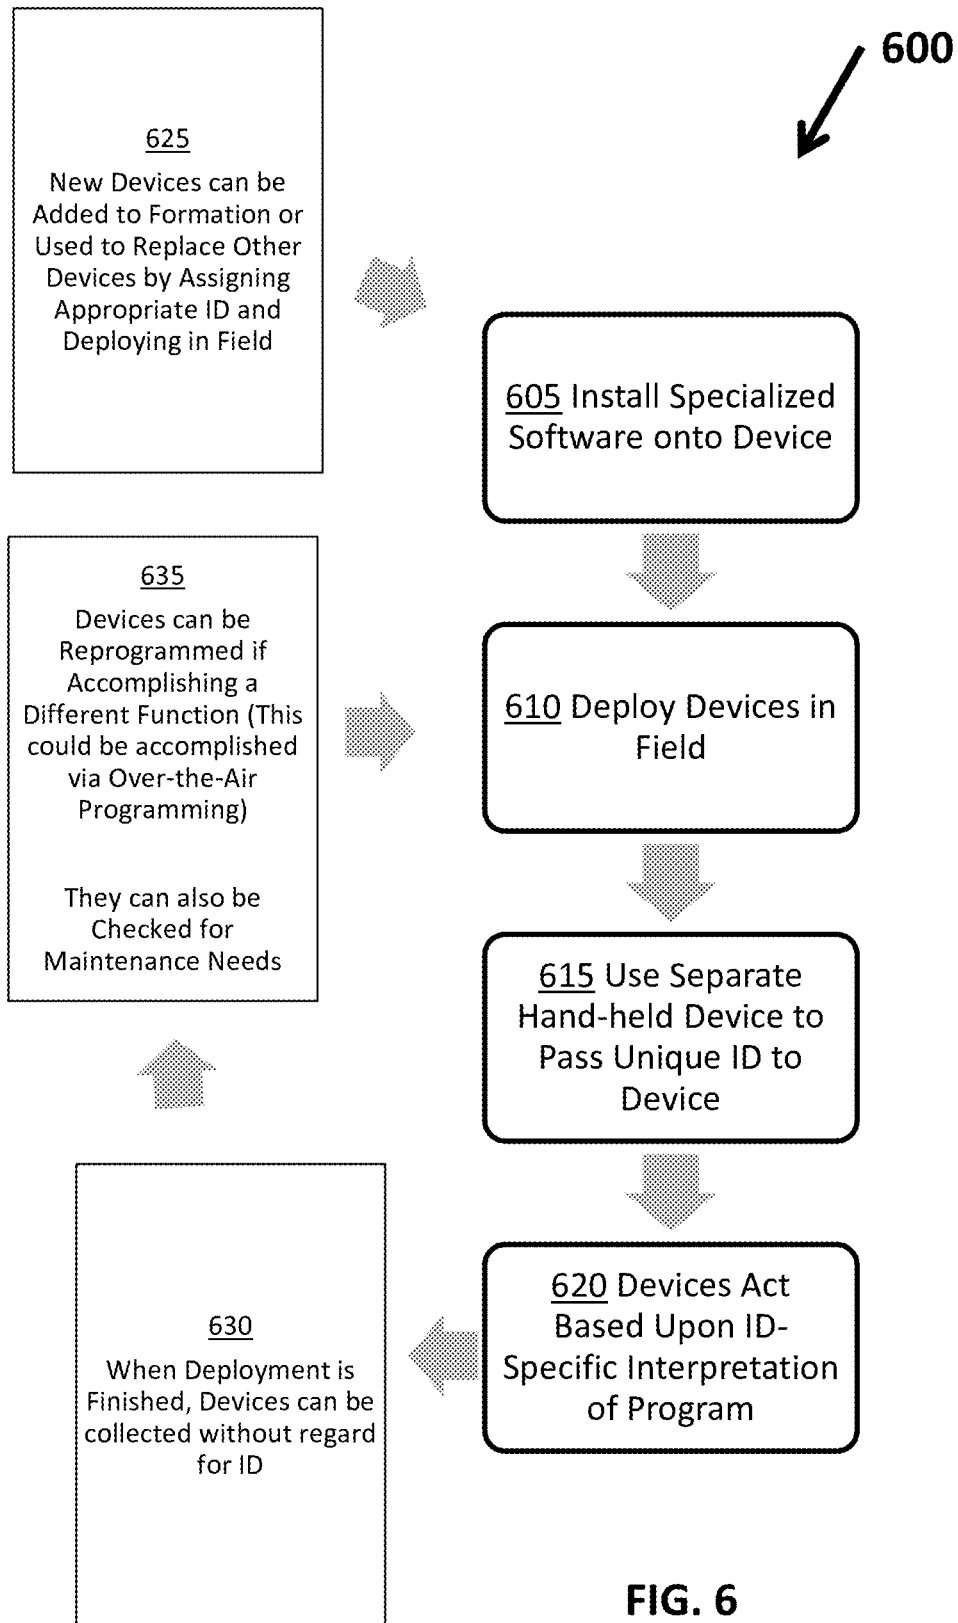 600
625
New Devices can be
Added to Formation or
Used to Replace Other
Devices by Assigning
Appropriate ID and
Deploying in Field
605 Install Specialized
Software onto Device
635
Devices can be
Reprogrammed if
Accomplishing a
Different Function (This
could be accomplished
via Over-the-Air
Programming)
They can also be
Checked for
Maintenance Needs
610 Deploy Devices in
Field
615 Use Separate
Hand-held Device to
Pass Unique ID to
Device
620 Devices Act
Based Upon ID-
Specific Interpretation
of Program
630
When Deployment is
Finished, Devices can be
collected without regard
for ID
FIG. 6